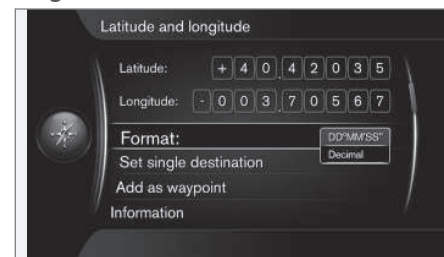 Latitude and longitude
Latitude: +40.42035
Longitude: -003.70567
Format: DD°MM'SS"
Decimal
Set single destination
Add as waypoint
Information